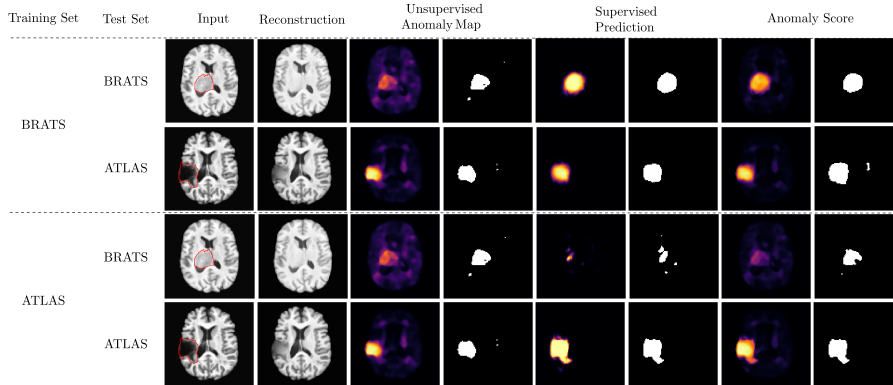 Training Set Test Set Input Reconstruction Unsupervised Anomaly Map Supervised Prediction Anomaly Score
BRATS
BRATS
ATLAS
BRATS
ATLAS
ATLAS